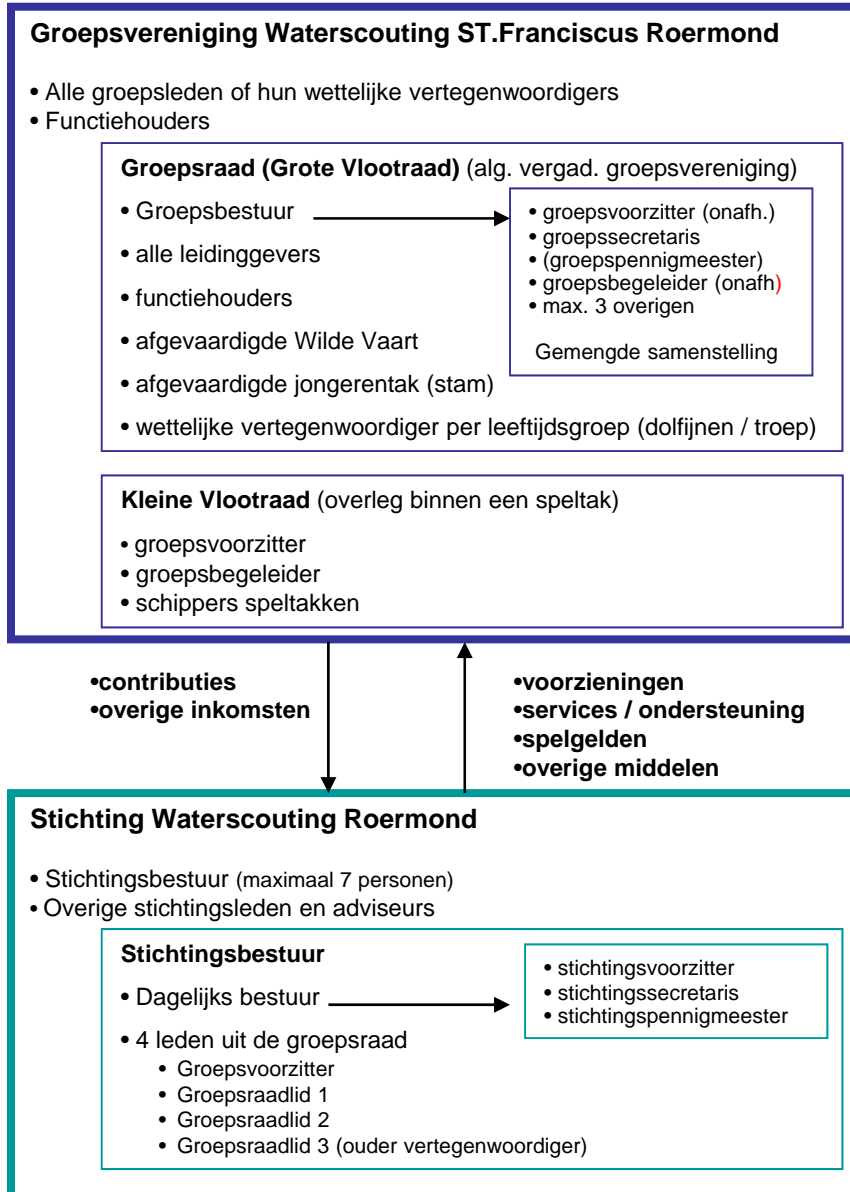 Groepsvereniging Waterscouting ST.Franciscus Roermond
• Alle groepsleden of hun wettelijke vertegenwoordigers
• Functiehouders
Groepsraad (Grote Vlootraad) (alg. vergad. groepsvereniging)
• Groepsbestuur
• alle leidinggevers
• functiehouders
• afgevaardigde Wilde Vaart
• afgevaardigde jongerentak (stam)
• wettelijke vertegenwoordiger per leeftijdsgroep (dolfijnen / troep)
• groepsvoorzitter (onafh.)
• groepssecretaris
• (groepspennigmeester)
• groepsbegeleider (onafh)
• max. 3 overigen
Gemengde samenstelling
Kleine Vlootraad (overleg binnen een speltak)
• groepsvoorzitter
• groepsbegeleider
• schippers speltakken
•contributies
•overige inkomsten
•voorzieningen
•services / ondersteuning
•spelgelden
•overige middelen
Stichting Waterscouting Roermond
• Stichtingsbestuur (maximaal 7 personen)
• Overige stichtingsleden en adviseurs
Stichtingsbestuur
• Dagelijks bestuur
• 4 leden uit de groepsraad
• Groepsvoorzitter
• Groepsraadlid 1
• Groepsraadlid 2
• Groepsraadlid 3 (ouder vertegenwoordiger)
• stichtingsvoorzitter
• stichtingssecretaris
• stichtingspennigmeester